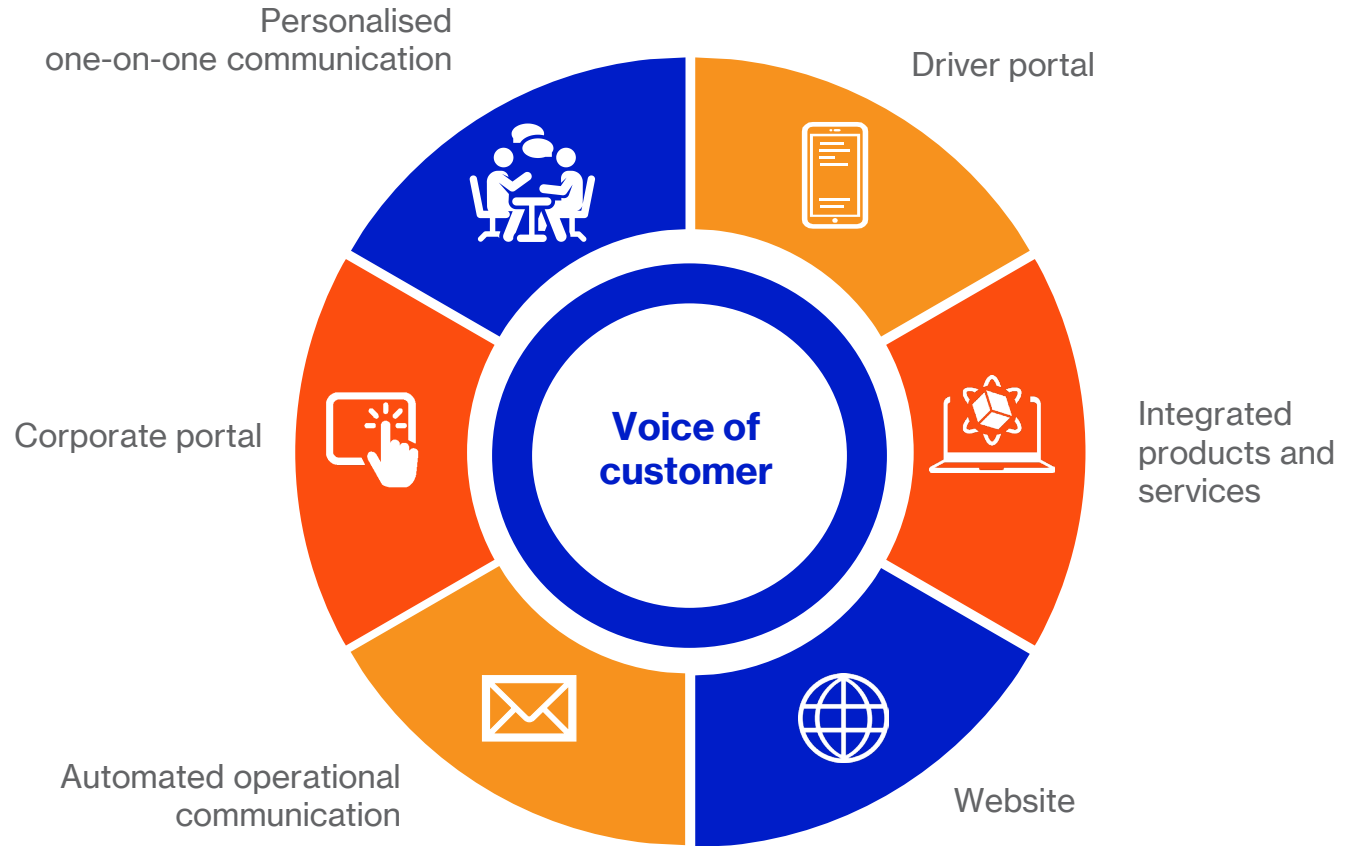 Personalised
one-on-one communication
Driver portal
Corporate portal
Voice of
customer
Integrated
products and
services
Automated operational
communication
Website